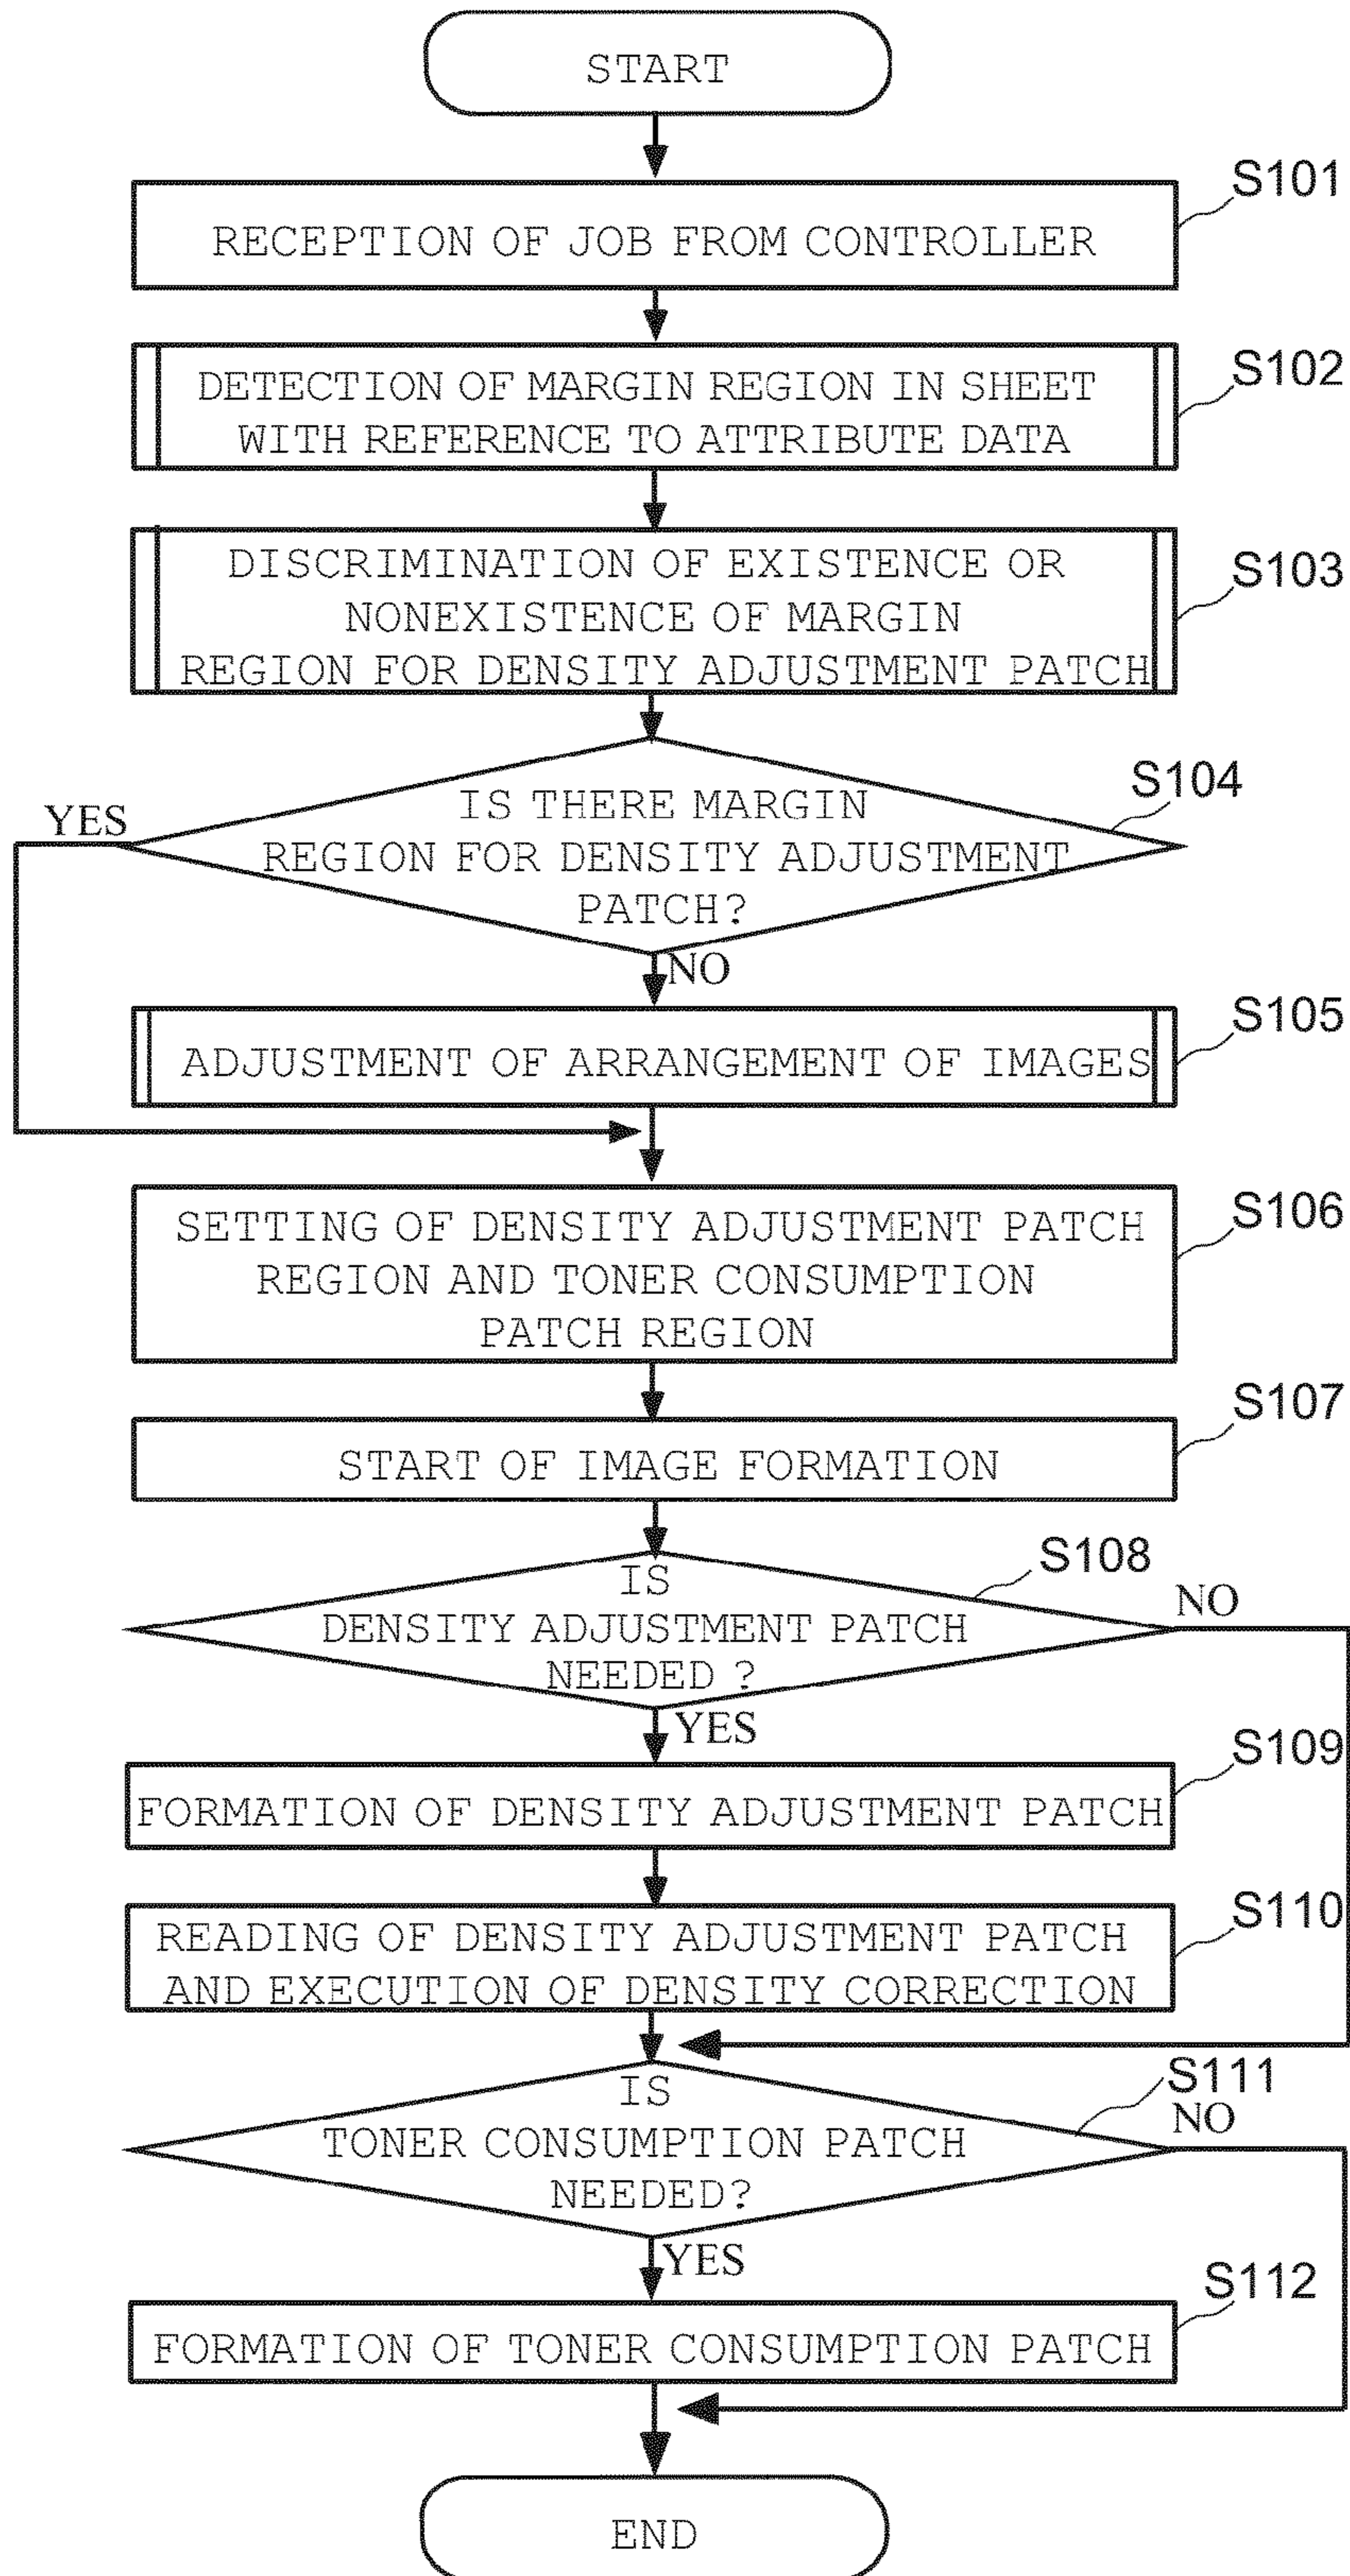 START
S101
RECEPTION OF JOB FROM CONTROLLER
S102
DETECTION OF MARGIN REGION IN SHEET
WITH REFERENCE TO ATTRIBUTE DATA
S103
DISCRIMINATION OF EXISTENCE OR
NONEXISTENCE OF MARGIN
REGION FOR DENSITY ADJUSTMENT PATCH
S104
YES
IS THERE MARGIN
REGION FOR DENSITY ADJUSTMENT
PATCH?
NO
S105
ADJUSTMENT OF ARRANGEMENT OF IMAGES
S106
SETTING OF DENSITY ADJUSTMENT PATCH
REGION AND TONER CONSUMPTION
PATCH REGION
S107
START OF IMAGE FORMATION
S108
IS
NO
DENSITY ADJUSTMENT PATCH
NEEDED ?
YES
S109
FORMATION OF DENSITY ADJUSTMENT PATCH
S110
READING OF DENSITY ADJUSTMENT PATCH
AND EXECUTION OF DENSITY CORRECTION
S111
IS
NO
TONER CONSUMPTION PATCH
NEEDED?
YES
S112
FORMATION OF TONER CONSUMPTION PATCH
END